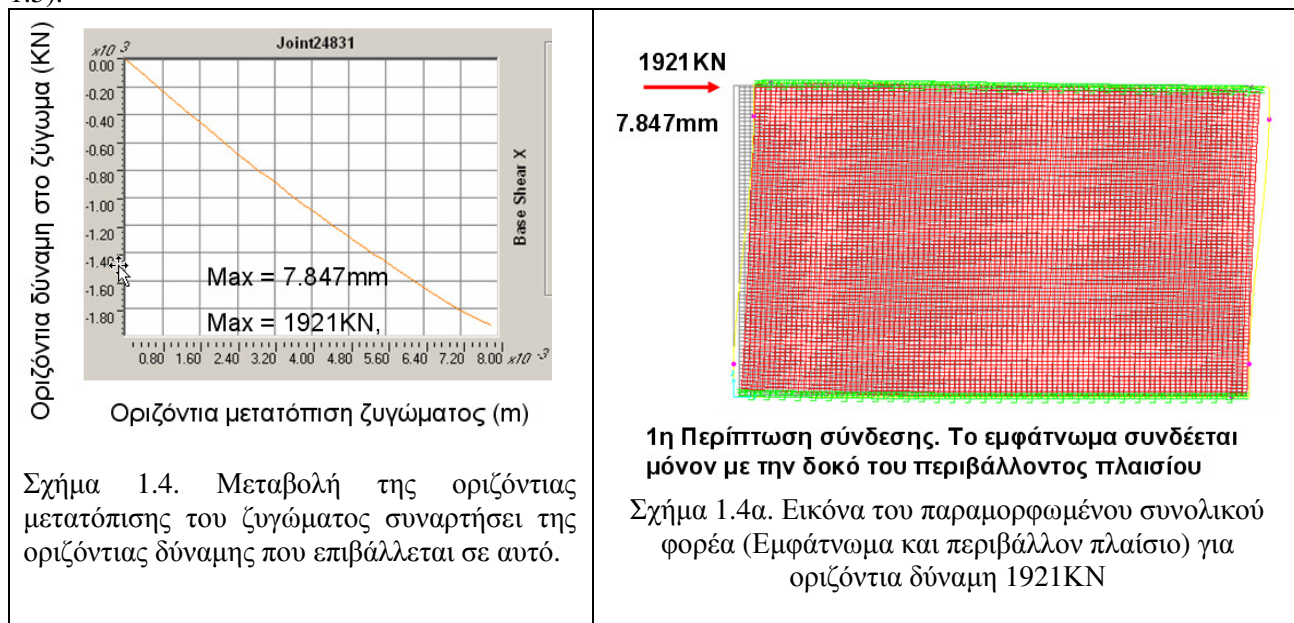 Οριζόντια δύναμη στο ζύγωμα (KN)
x10 3
Joint24831
0.00
-0.20
-0.40
-0.60
-0.80
-1.00
-1.20
-1.40
-1.60
-1.80
Max = 7.847mm
Max = 1921KN,
Base Shear X
0.80 1.60 2.40 3.20 4.00 4.80 5.60 6.40 7.20 8.00 x10 -3
Οριζόντια μετατόπιση ζυγώματος (m)
Σχήμα 1.4. Μεταβολή της οριζόντιας
μετατόπισης του ζυγώματος συναρτήσει της
οριζόντιας δύναμης που επιβάλλεται σε αυτό.
1921KN
7.847mm
1η Περίπτωση σύνδεσης. Το εμφάτνωμα συνδέεται
μόνον με την δοκό του περιβάλλοντος πλαισίου
Σχήμα 1.4α. Εικόνα του παραμορφωμένου συνολικού
φορέα (Εμφάτνωμα και περιβάλλον πλαίσιο) για
οριζόντια δύναμη 1921KN